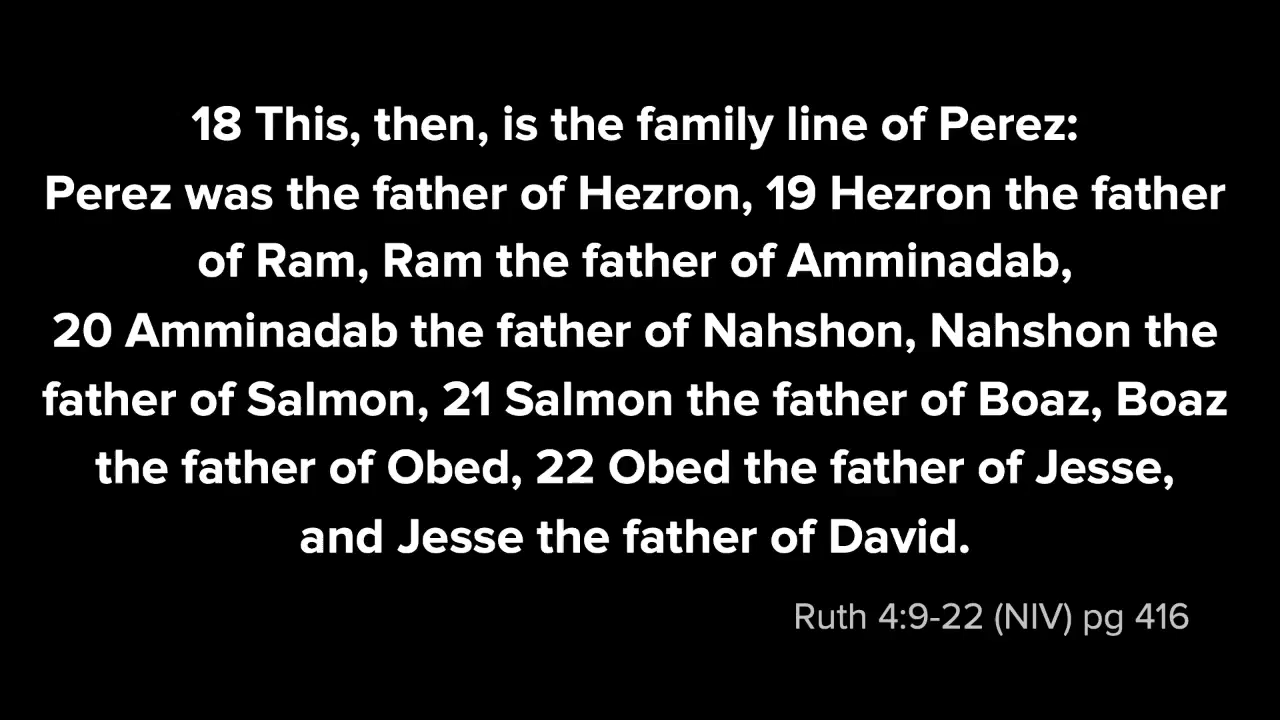 18 This, then, is the family line of Perez:
Perez was the father of Hezron, 19 Hezron the father
of Ram, Ram the father of Amminadab,
20 Amminadab the father of Nahshon, Nahshon the
father of Salmon, 21 Salmon the father of Boaz, Boaz
the father of Obed, 22 Obed the father of Jesse,
and Jesse the father of David.
Ruth 4:9-22 (NIV) pg 416